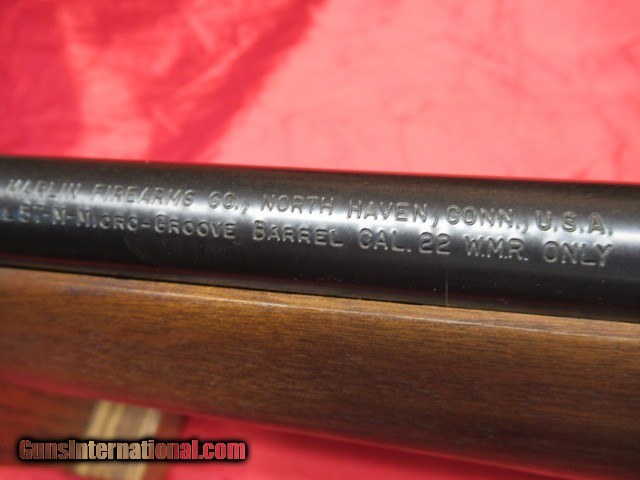 MARLIN FIREARMS CO., NORTH HAVEN, CONN., U.S.A.
-M-MICRO-GROOVE BARREL CAL. 22 W.M.R. ONLY
GunsInternational.com